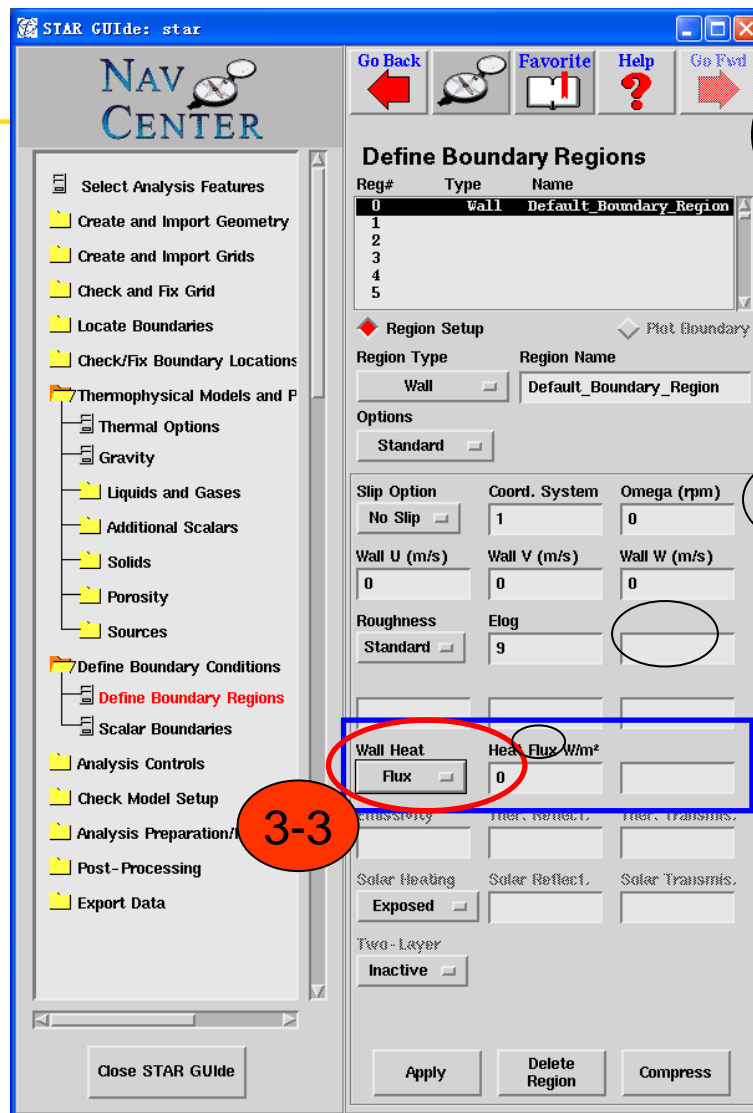 STAR GUIde: star
NAV
CENTER
Select Analysis Features
Create and Import Geometry
Create and Import Grids
Check and Fix Grid
Locate Boundaries
Check/Fix Boundary Locations
Thermophysical Models and P
Thermal Options
Gravity
Liquids and Gases
Additional Scalars
Solids
Porosity
Sources
Define Boundary Conditions
Define Boundary Regions
Scalar Boundaries
Analysis Controls
Check Model Setup
Analysis Preparation/
Post-Processing
Export Data
Close STAR GUIde
Go Back Favorite Help Go Fwd
Define Boundary Regions
Reg# Type Name
0 Wall Default_Boundary_Region
1
2
3
4
5
Region Setup Plot Boundary
Region Type Region Name
Wall Default_Boundary_Region
Options
Standard
Slip Option Coord. System Omega (rpm)
No Slip 1 0
Wall U (m/s) Wall V (m/s) Wall W (m/s)
0 0 0
Roughness Elog
Standard 9
Wall Heat Heat Flux W/m²
Flux 0
3-3
Emissivity Ther. Reflect. Ther. Transmis.
Solar Heating Solar Reflect. Solar Transmis.
Exposed
Two-Layer
Inactive
Apply Delete Region Compress